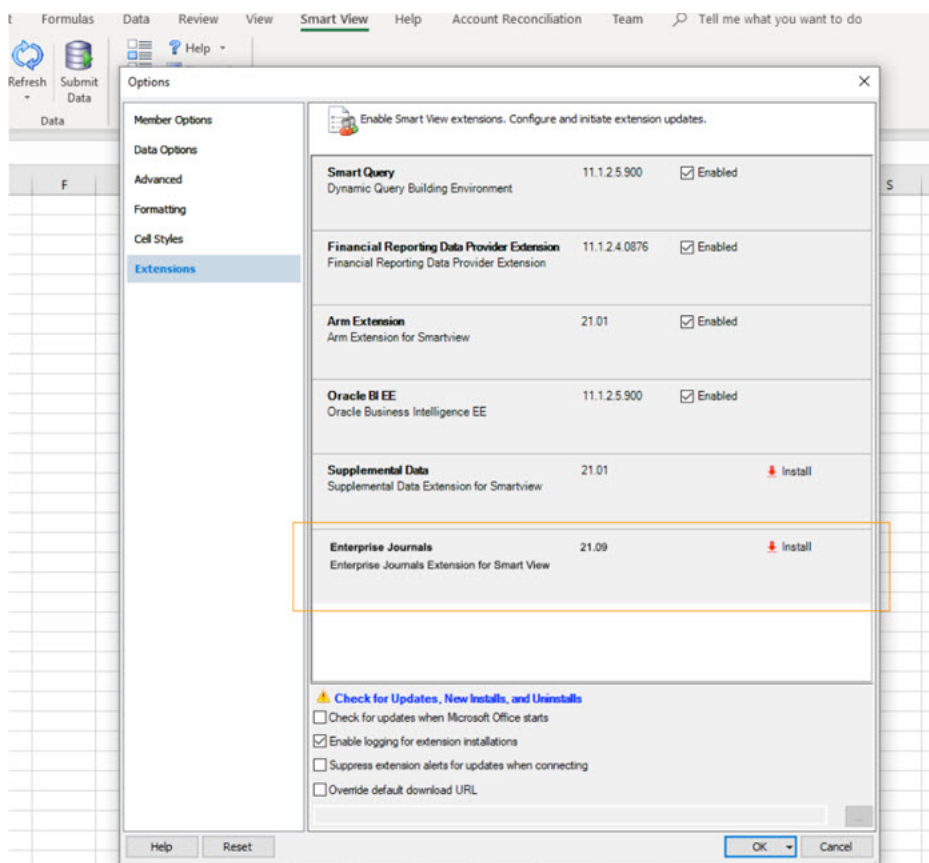 Formulas Data Review View Smart View Help Account Reconciliation Team Tell me what you want to do
Refresh
Submit
Data
Help
Data
Options
Member Options
Data Options
Advanced
Formatting
Cell Styles
Extensions
Enable Smart View extensions. Configure and initiate extension updates.
Smart Query 11.1.2.5.900 Enabled
Dynamic Query Building Environment
Financial Reporting Data Provider Extension 11.1.2.4.0876 Enabled
Financial Reporting Data Provider Extension
Arm Extension 21.01 Enabled
Arm Extension for Smartview
Oracle BI EE 11.1.2.5.900 Enabled
Oracle Business Intelligence EE
Supplemental Data 21.01 Install
Supplemental Data Extension for Smartview
Enterprise Journals 21.09 Install
Enterprise Journals Extension for Smart View
Check for Updates, New Installs, and Uninstalls
Check for updates when Microsoft Office starts
Enable logging for extension installations
Suppress extension alerts for updates when connecting
Override default download URL
...
Help Reset OK Cancel
F S